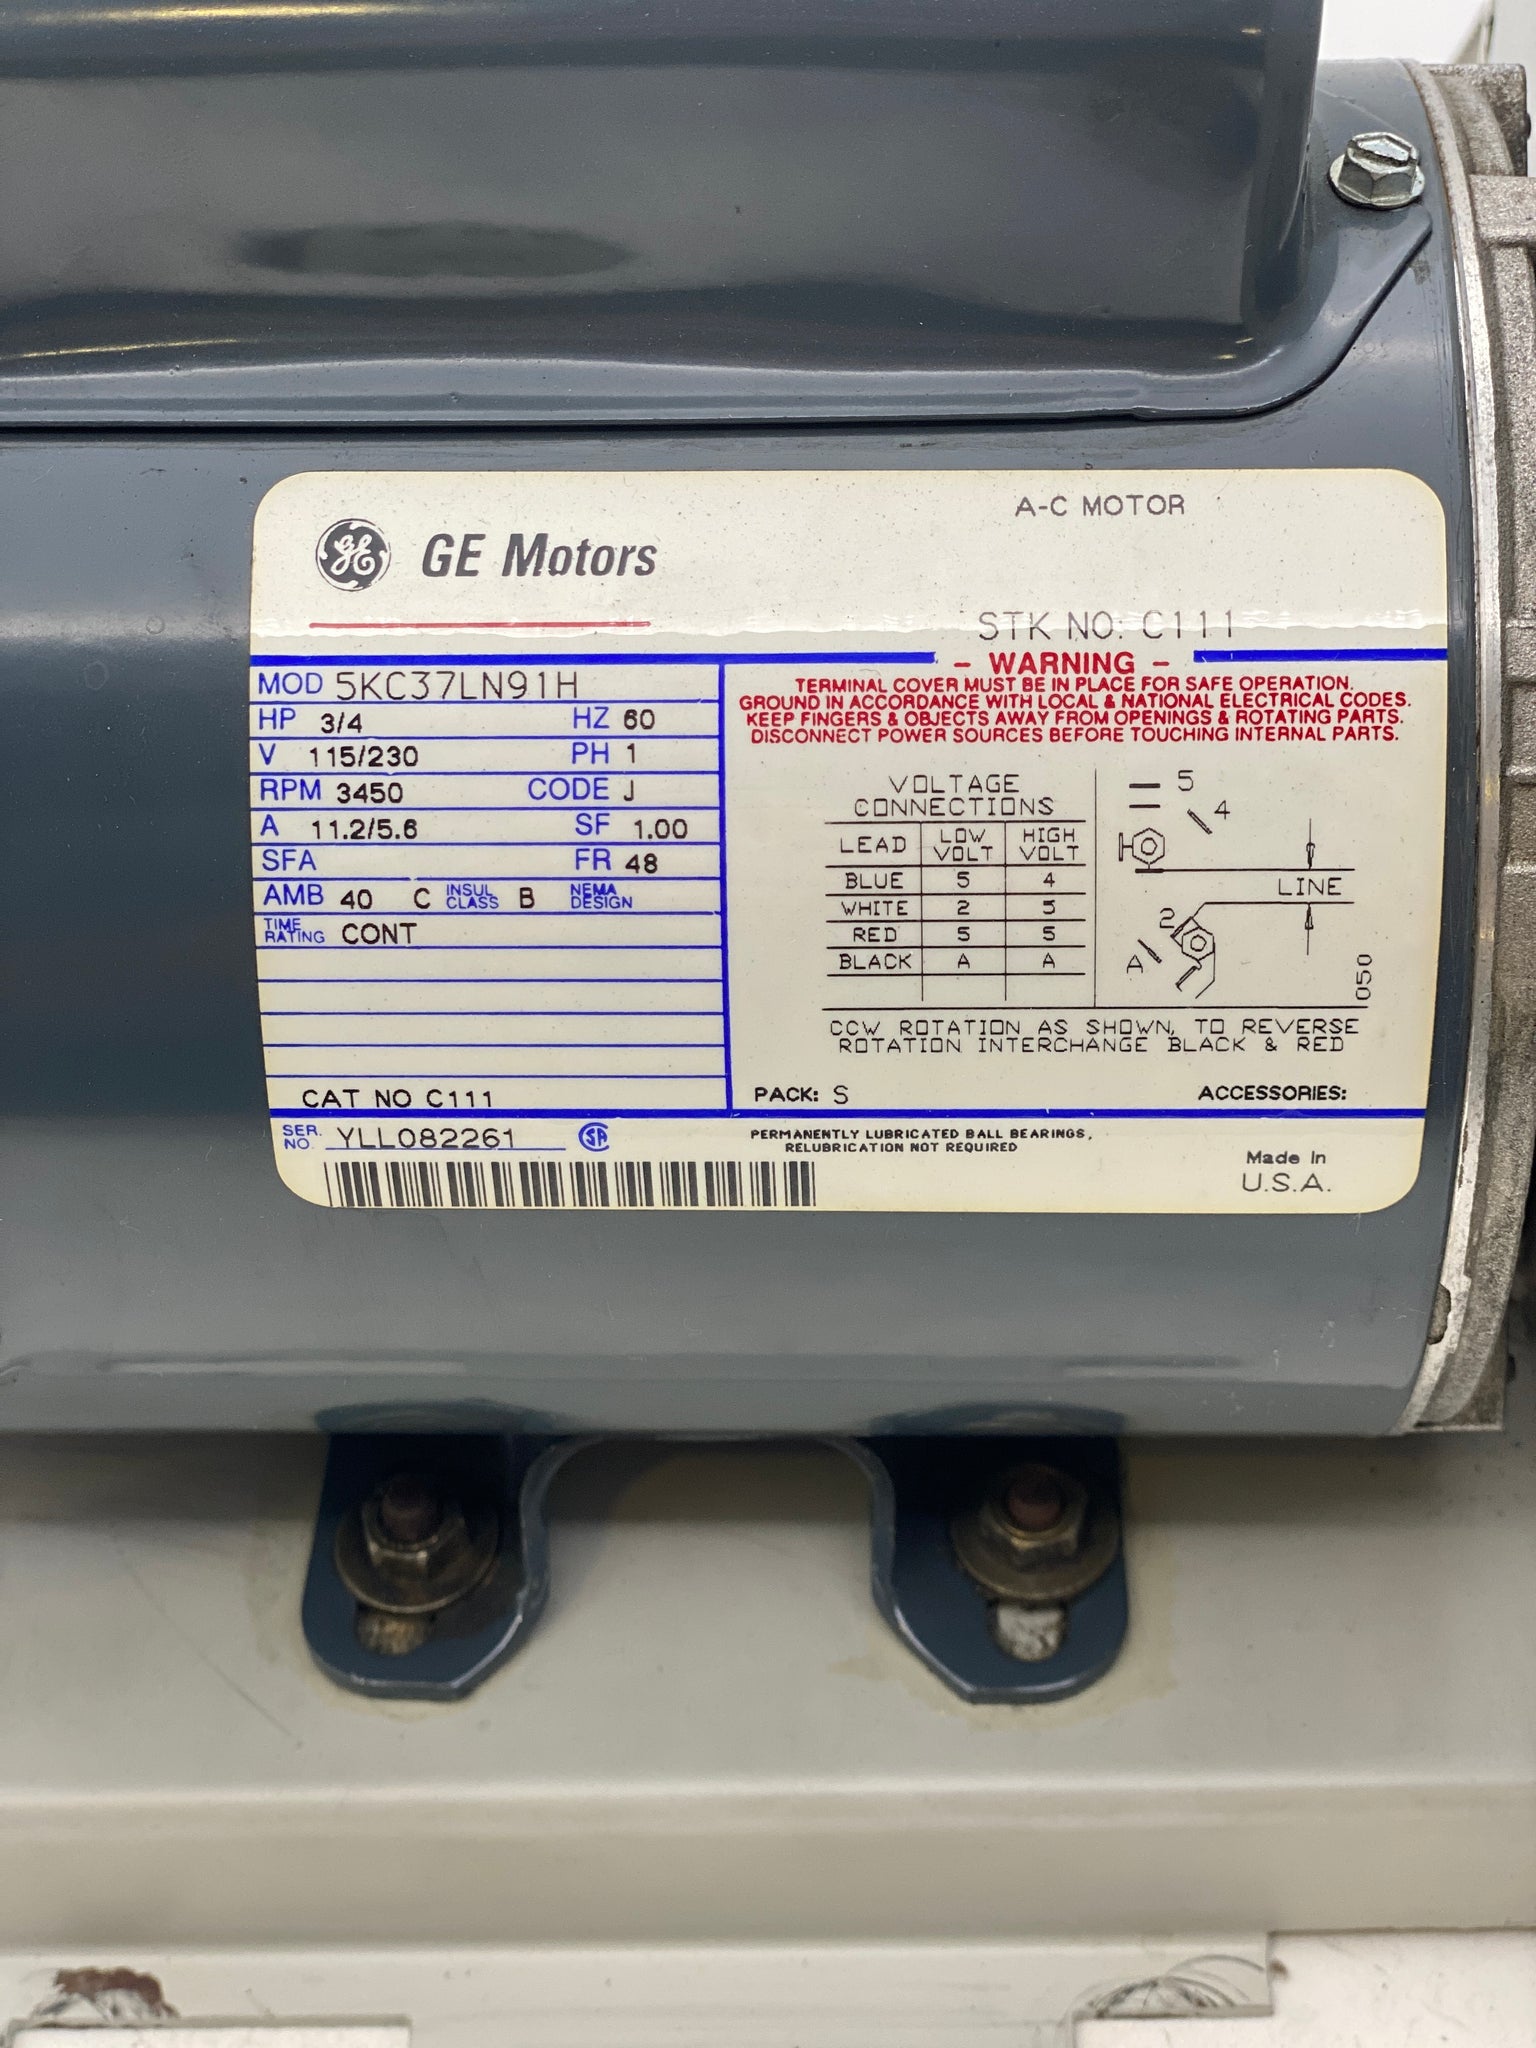 A-C MOTOR
GE GE Motors
STK NO: C111
- WARNING -
TERMINAL COVER MUST BE IN PLACE FOR SAFE OPERATION.
GROUND IN ACCORDANCE WITH LOCAL & NATIONAL ELECTRICAL CODES.
KEEP FINGERS & OBJECTS AWAY FROM OPENINGS & ROTATING PARTS.
DISCONNECT POWER SOURCES BEFORE TOUCHING INTERNAL PARTS.
MOD 5KC37LN91H
HP 3/4 HZ 60
V 115/230 PH 1
RPM 3450 CODE J
A 11.2/5.6 SF 1.00
SFA FR 48
AMB 40 C INSUL CLASS B NEMA DESIGN
TIME RATING CONT
CAT NO C111
VOLTAGE
CONNECTIONS
LEAD LOW VOLT HIGH VOLT
BLUE 5 4
WHITE 2 5
RED 5 5
BLACK A A
5
4
LINE
2
A
050
CCW ROTATION AS SHOWN, TO REVERSE
ROTATION INTERCHANGE BLACK & RED
PACK: S ACCESSORIES:
SER. NO. YLL082261 SA
PERMANENTLY LUBRICATED BALL BEARINGS,
RELUBRICATION NOT REQUIRED
Made in
U.S.A.